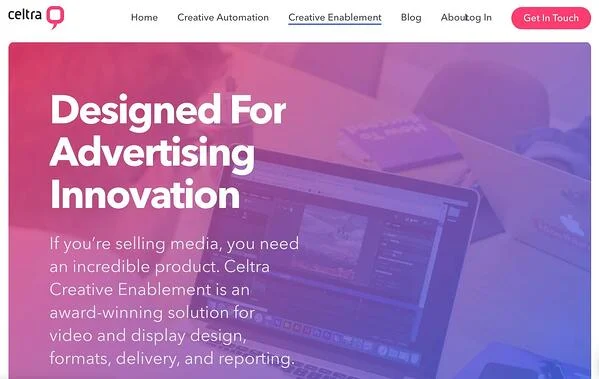 celtra
Home Creative Automation Creative Enablement Blog About Log In Get In Touch
Designed For
Advertising
Innovation
If you're selling media, you need
an incredible product. Celtra
Creative Enablement is an
award-winning solution for
video and display design,
formats, delivery, and reporting.